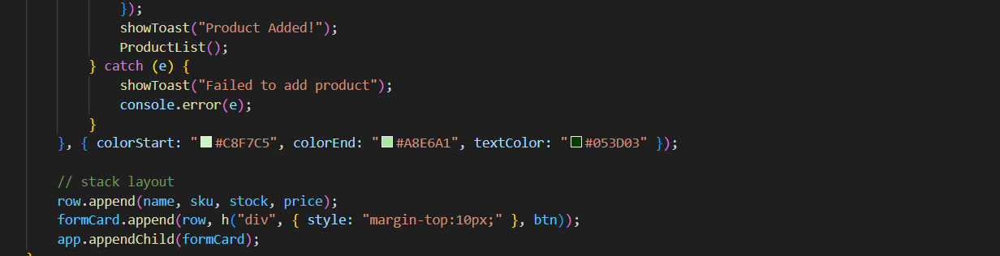 });
showToast("Product Added!");
ProductList();
} catch (e) {
showToast("Failed to add product");
console.error(e);
}
}, { colorStart: "#C8F7C5", colorEnd: "#A8E6A1", textColor: "#053D03" });
// stack layout
row.append(name, sku, stock, price);
formCard.append(row, h("div", { style: "margin-top:10px;" }, btn));
app.appendChild(formCard);
}